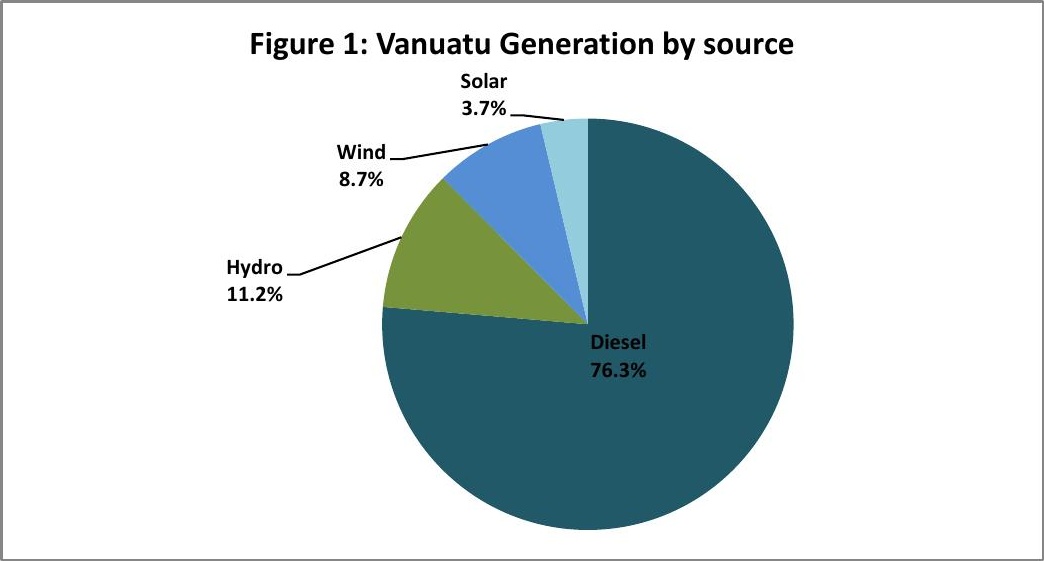 Figure 1: Vanuatu Generation by source
Solar
3.7%
Wind
8.7%
Hydro
11.2%
Diesel
76.3%